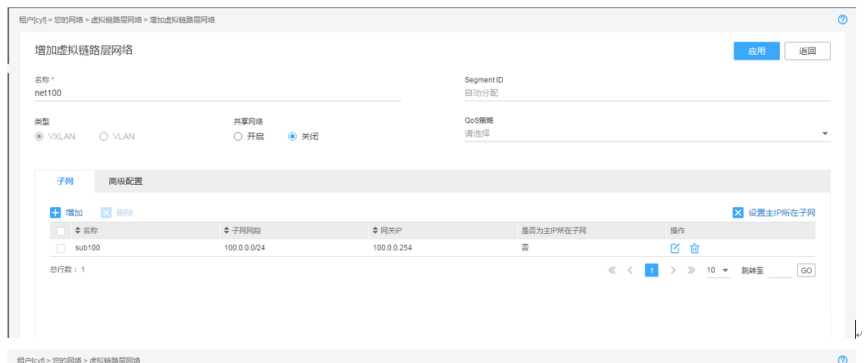 租户[cyf] > 您的网络 > 虚拟链路层网络 > 增加虚拟链路层网络
增加虚拟链路层网络
应用 返回
名称 * Segment ID
net100 自动分配
类型 共享网络 QoS策略
VXLAN VLAN 开启 关闭 请选择
子网 高级配置
增加 删除 设置主IP所在子网
名称 子网网段 网关IP 是否为主IP所在子网 操作
sub100 100.0.0.0/24 100.0.0.254 否
总行数：1 « < 1 > » 10 跳转至 GO
租户[cyf] > 您的网络 > 虚拟链路层网络